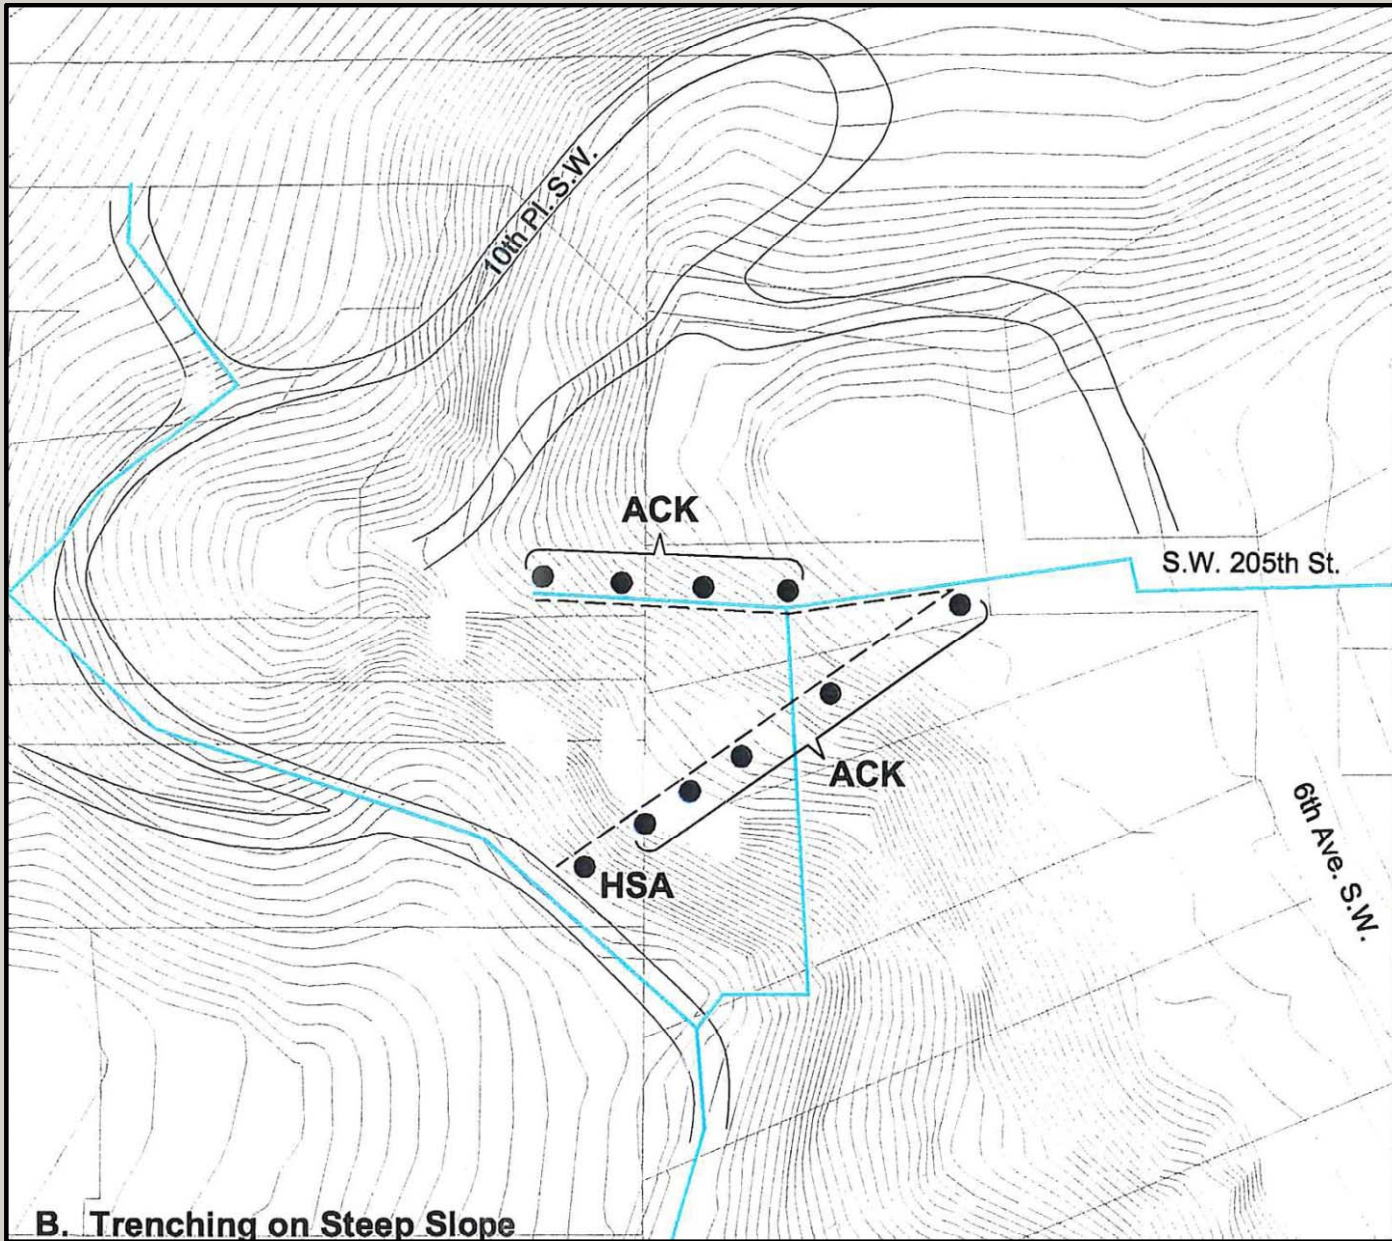 10th Pl. S.W.
ACK
S.W. 205th St.
ACK
6th Ave. S.W.
HSA
B. Trenching on Steep Slope